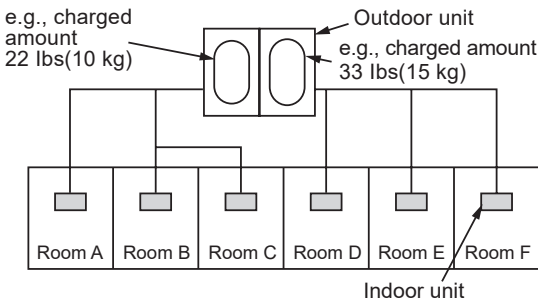 e.g., charged
amount
22 lbs(10 kg)
Outdoor unit
e.g., charged amount
33 lbs(15 kg)
Room A
Room B
Room C
Room D
Room E
Room F
Indoor unit